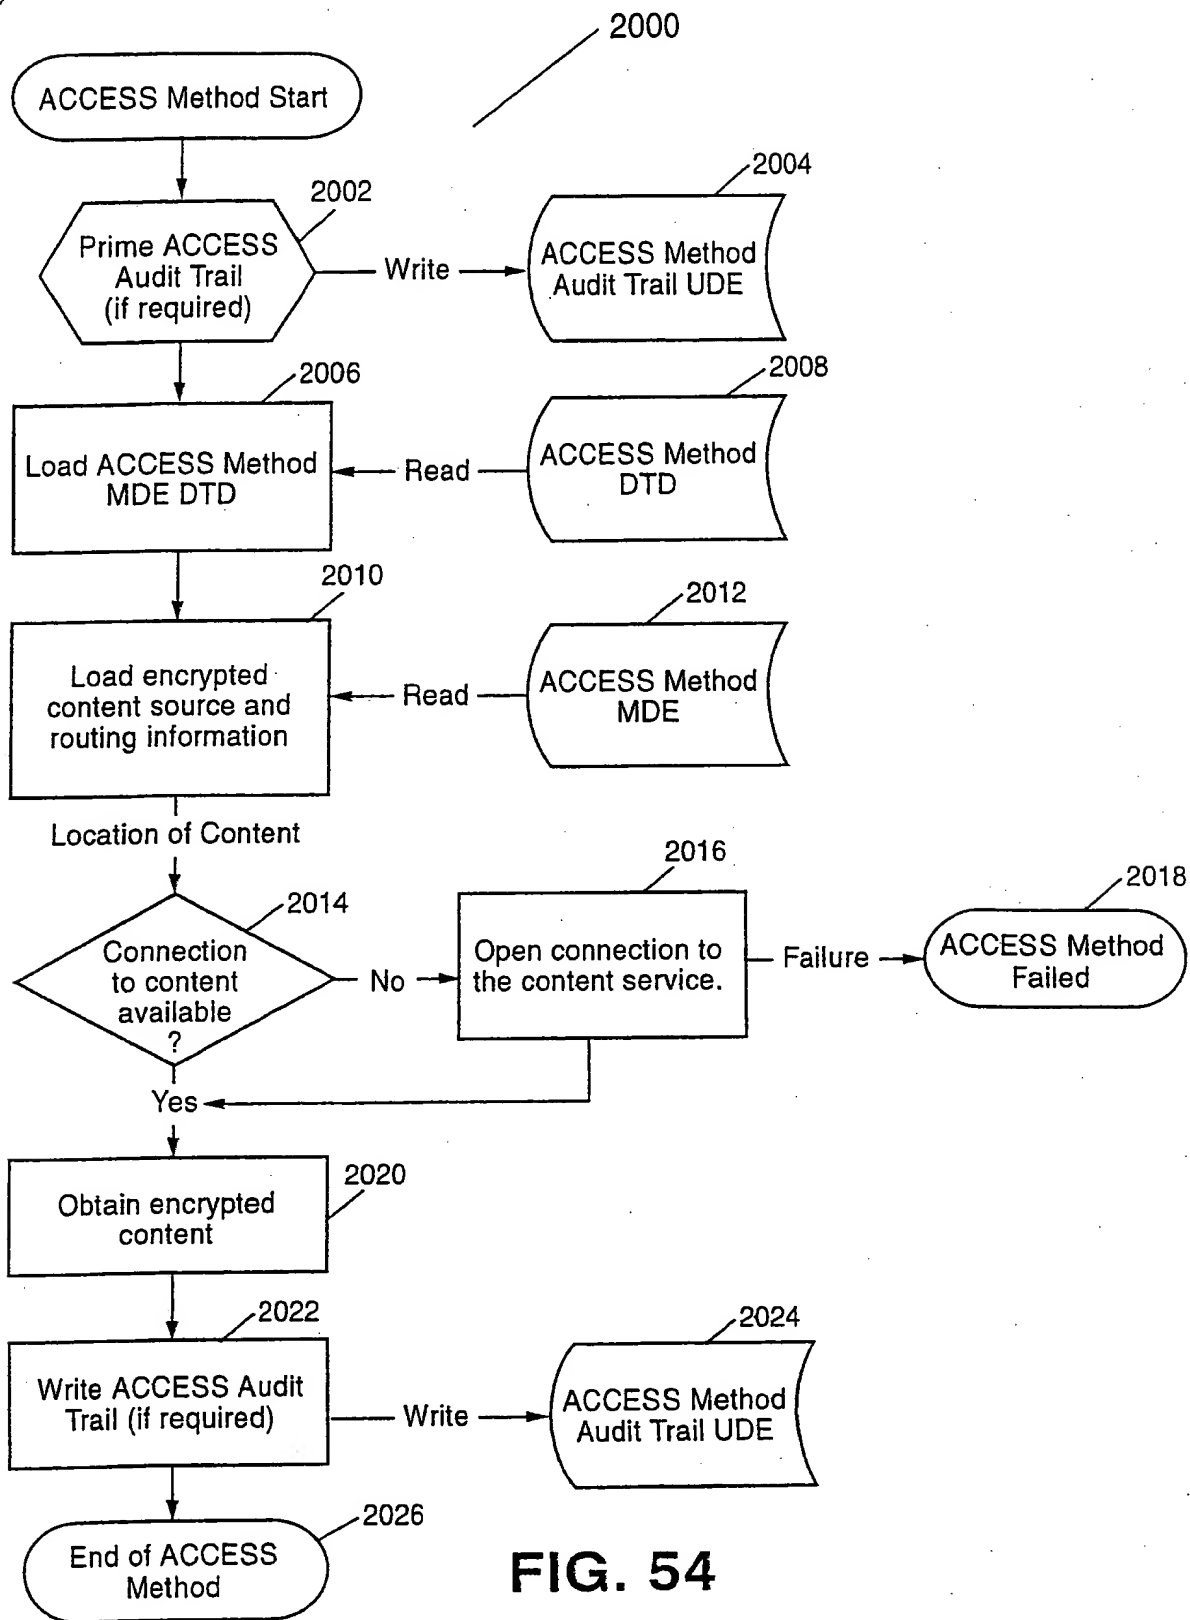 2000
ACCESS Method Start
2002
Prime ACCESS
Audit Trail
(if required)
Write
2004
ACCESS Method
Audit Trail UDE
2006
Load ACCESS Method
MDE DTD
Read
2008
ACCESS Method
DTD
2010
Load encrypted
content source and
routing information
Read
2012
ACCESS Method
MDE
Location of Content
2014
Connection
to content
available
?
No
2016
Open connection to
the content service.
Failure
2018
ACCESS Method
Failed
Yes
2020
Obtain encrypted
content
2022
Write ACCESS Audit
Trail (if required)
Write
2024
ACCESS Method
Audit Trail UDE
2026
End of ACCESS
Method
FIG. 54